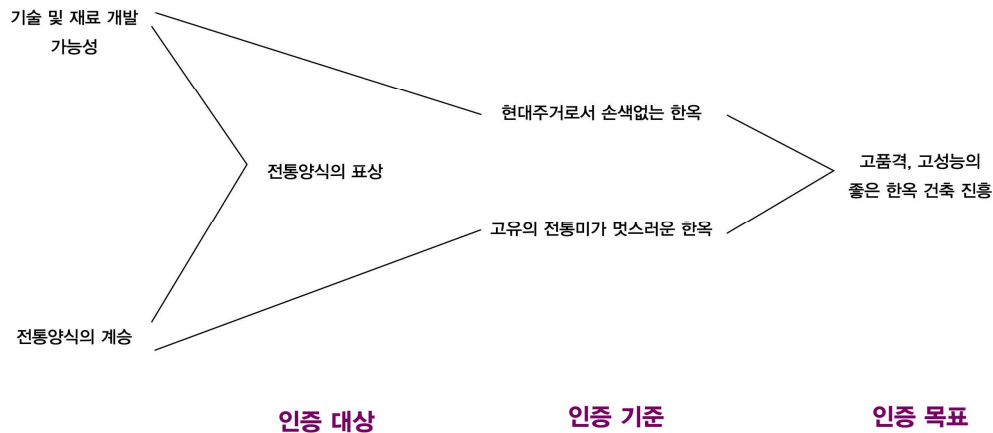 기술 및 재료 개발
가능성
현대주거로서 손색없는 한옥
전통양식의 표상
고품격, 고성능의
좋은 한옥 건축 진흥
고유의 전통미가 멋스러운 한옥
전통양식의 계승
인증 대상
인증 기준
인증 목표